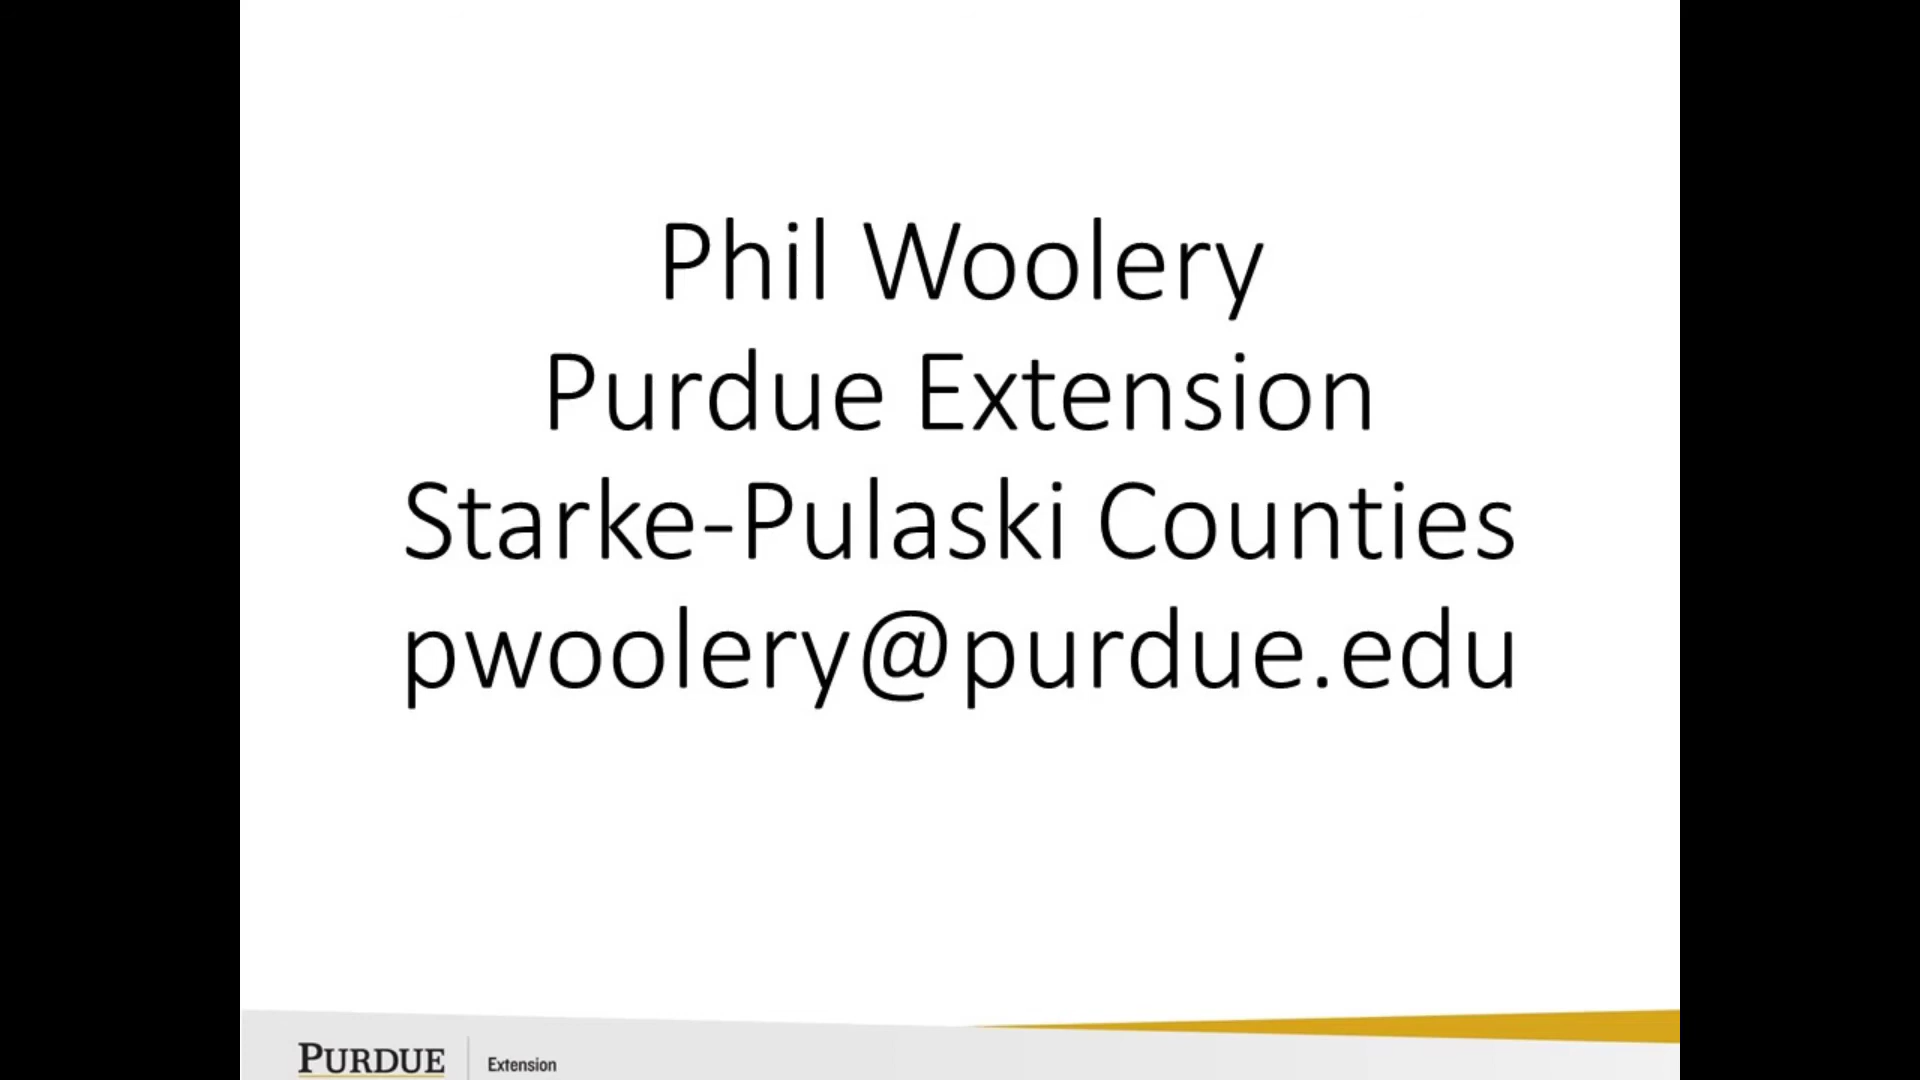 Phil Woolery
Purdue Extension
Starke-Pulaski Counties
pwoolery@purdue.edu
PURDUE
Extension